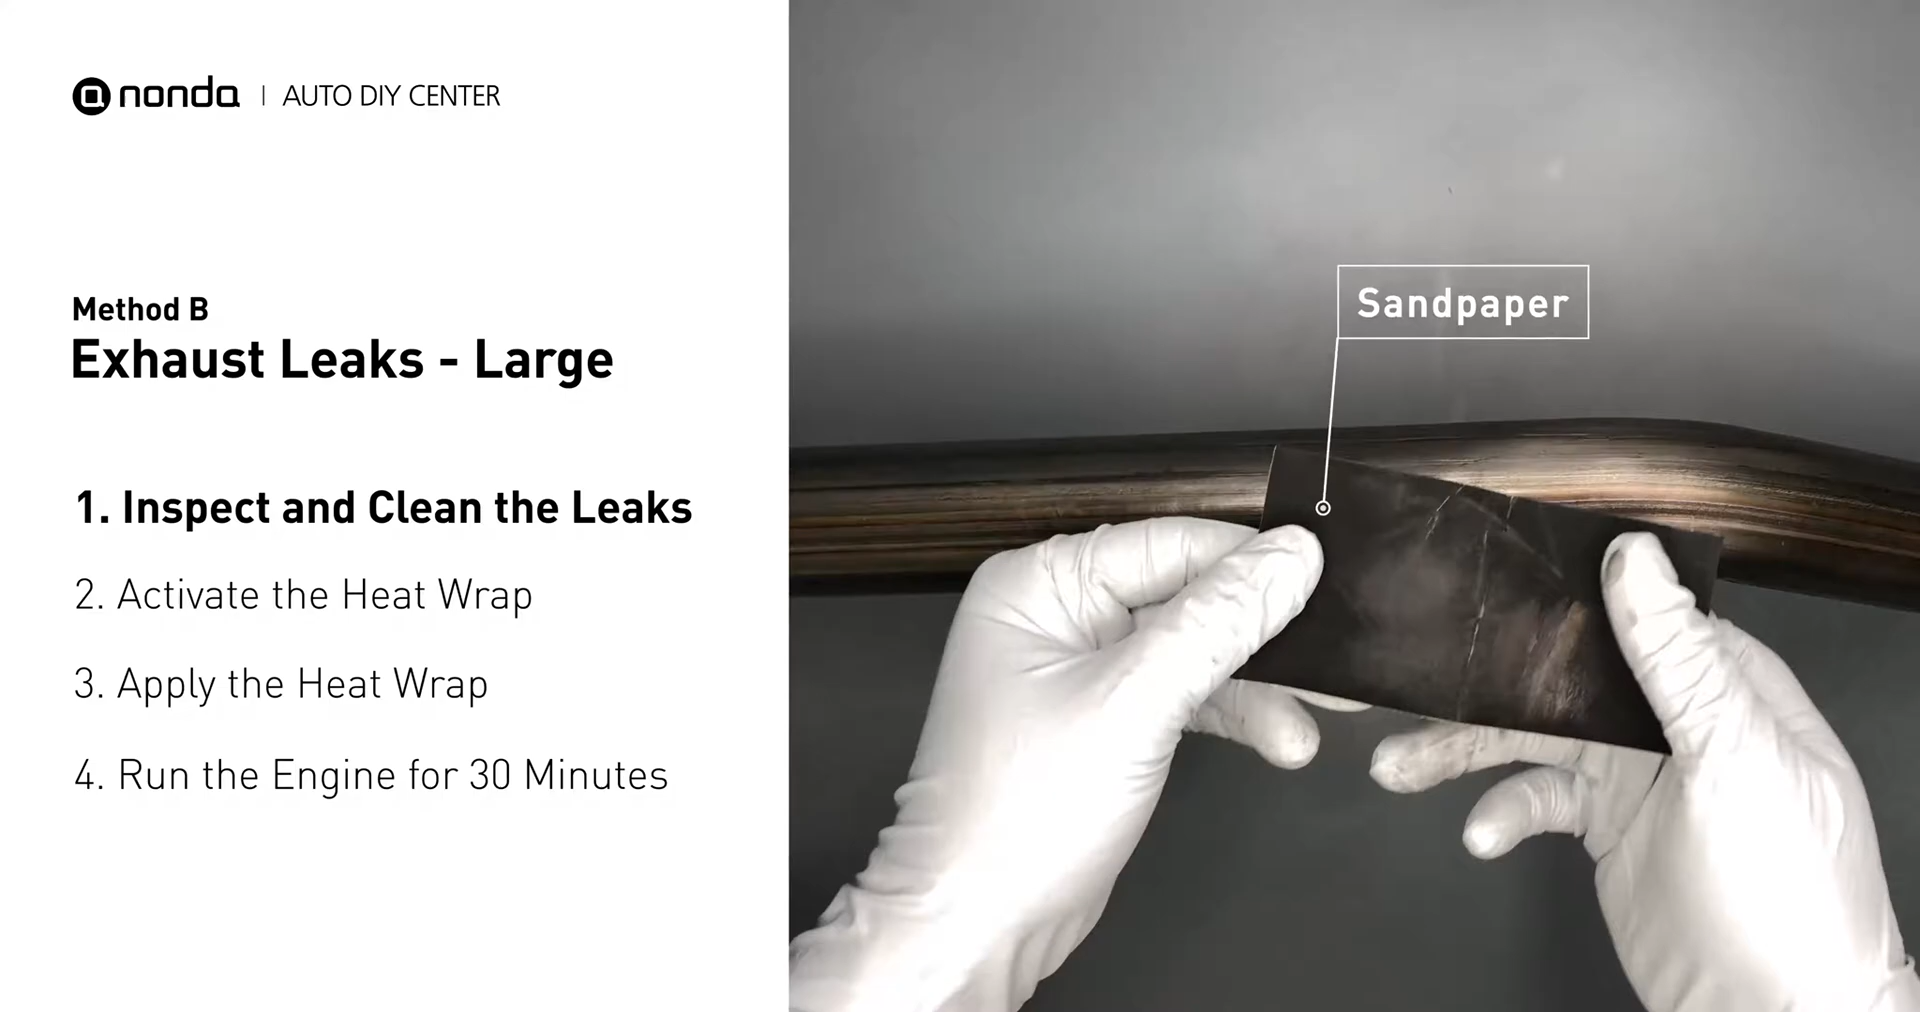 nonda | AUTO DIY CENTER
Method B
Exhaust Leaks - Large
1. Inspect and Clean the Leaks
2. Activate the Heat Wrap
3. Apply the Heat Wrap
4. Run the Engine for 30 Minutes
Sandpaper